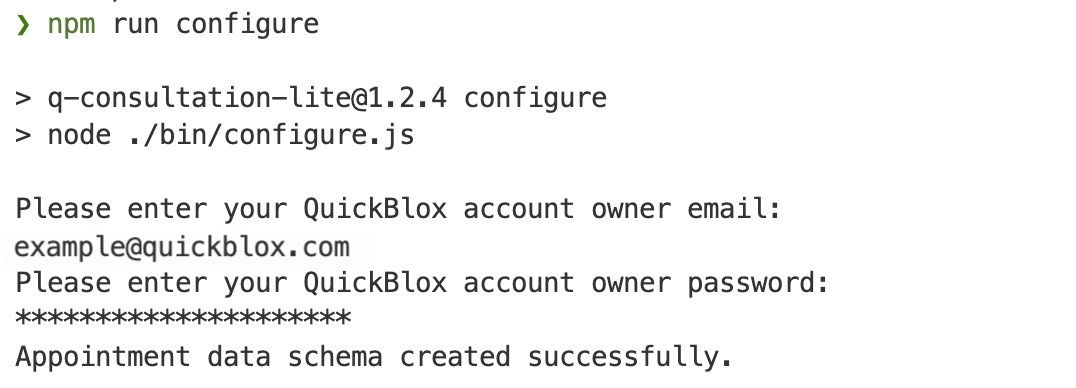 ❯ npm run configure
> q-consultation-lite@1.2.4 configure
> node ./bin/configure.js
Please enter your QuickBlox account owner email:
example@quickblox.com
Please enter your QuickBlox account owner password:
*********************
Appointment data schema created successfully.